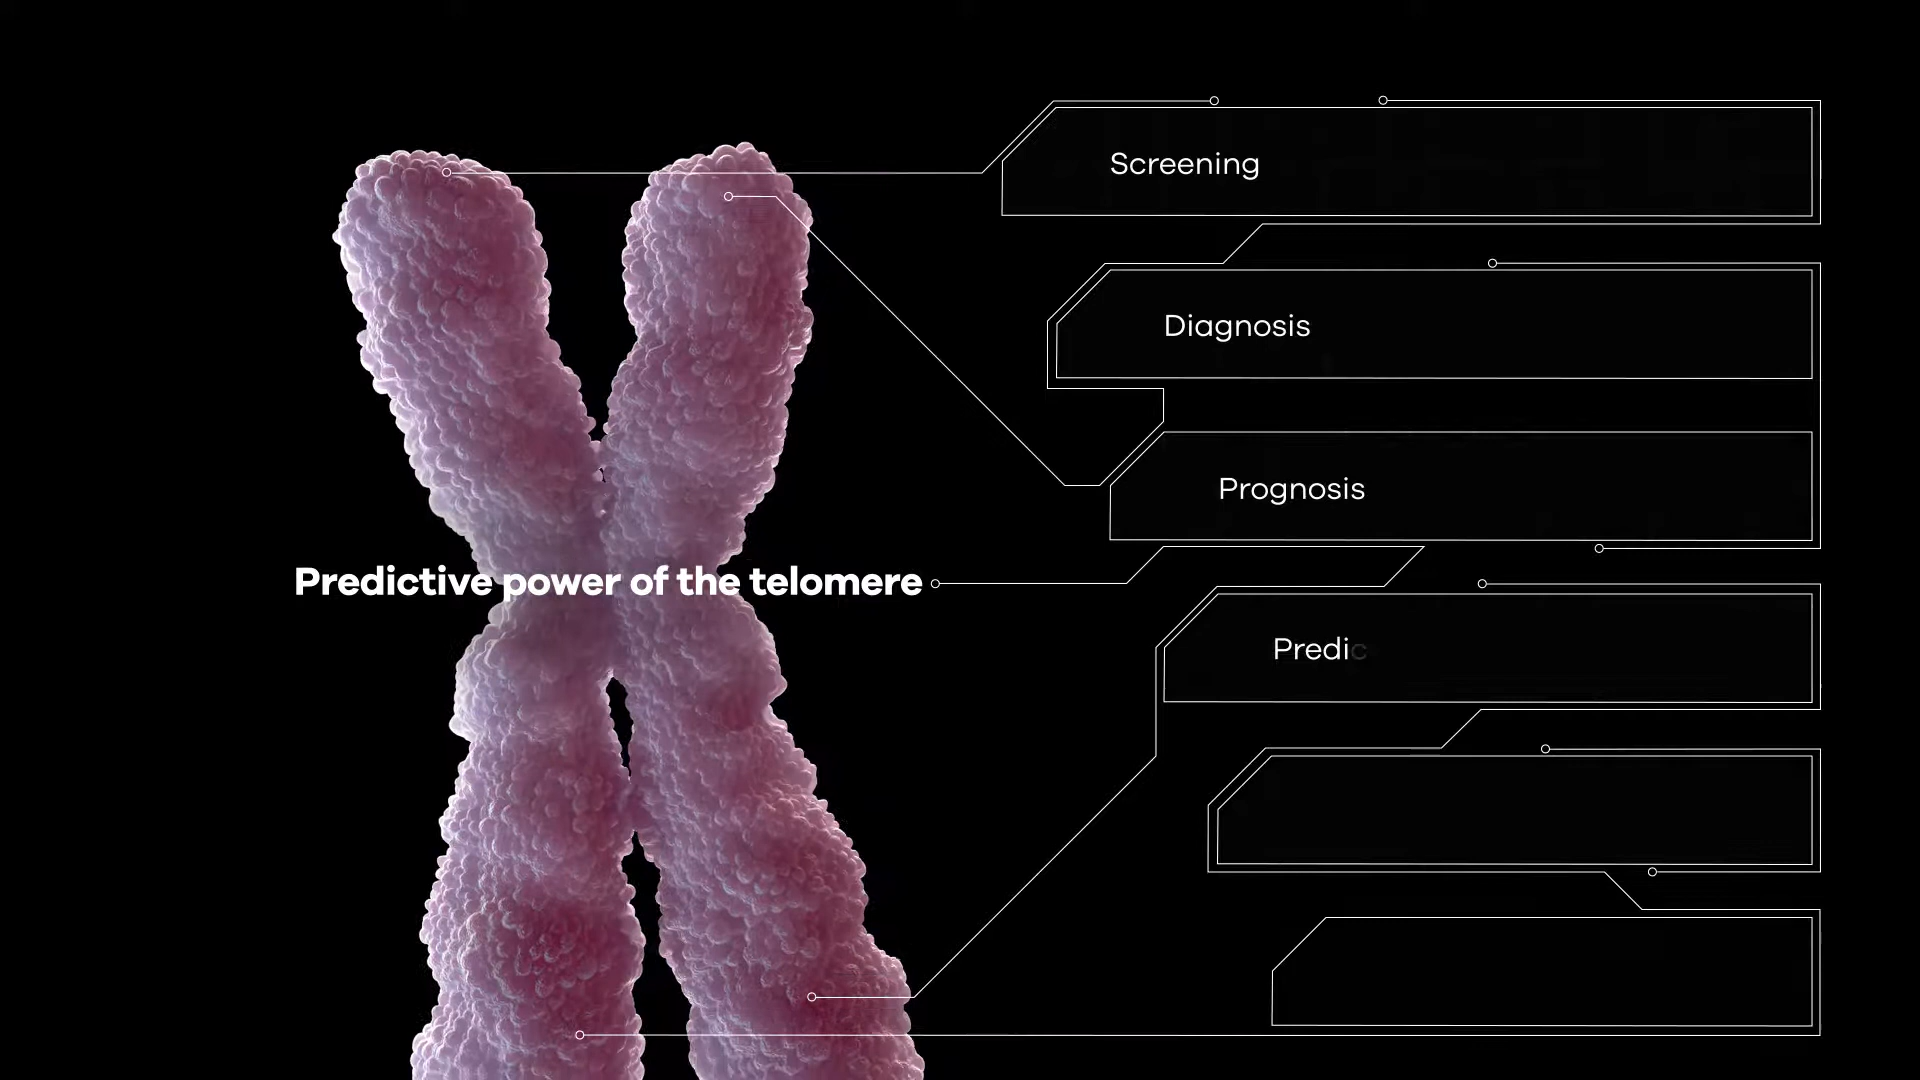 Screening
Diagnosis
Prognosis
Predictive power of the telomere
Predic